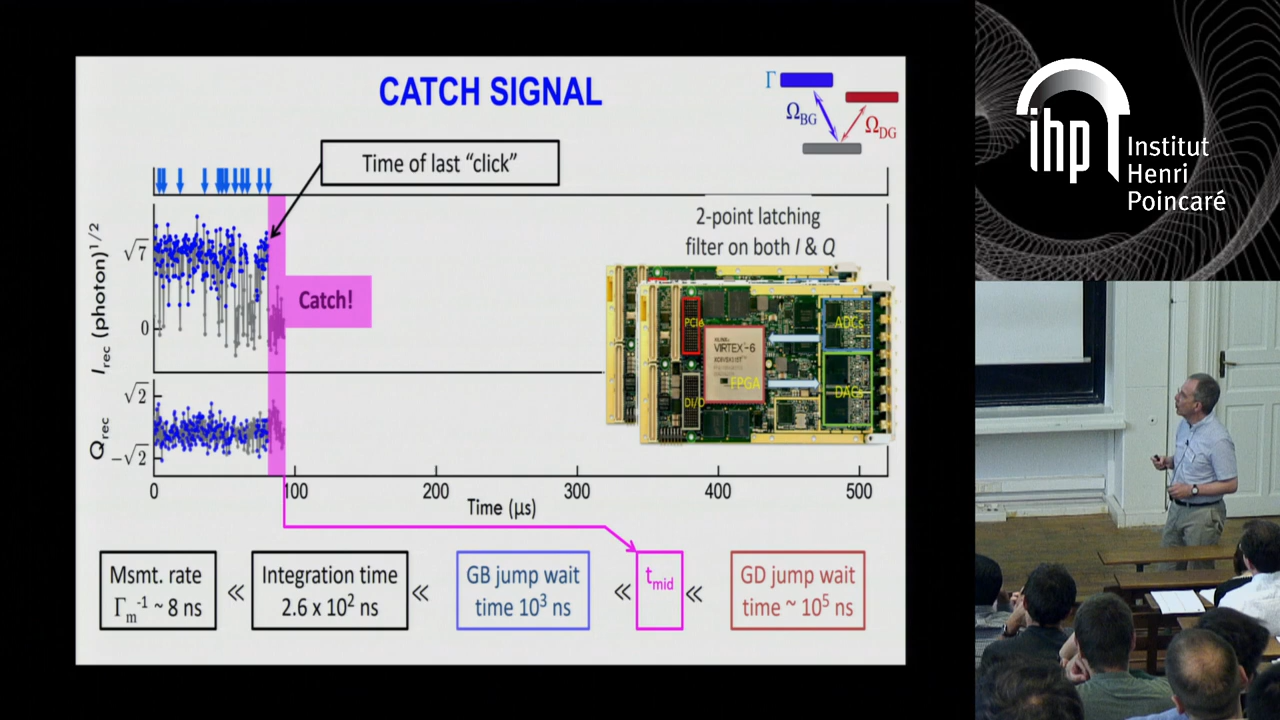 CATCH SIGNAL
Γ
Ω_BG
Ω_DG
Time of last “click”
2-point latching
filter on both I & Q
I_rec (photon)^1/2
√7
0
Catch!
PCIe
ADCs
VIRTEX-6
FPGA
DI/O
DACs
Q_rec
√2
−√2
0 100 200 300 400 500
Time (µs)
Msmt. rate
Γ_m^-1 ~ 8 ns
«
Integration time
2.6 x 10^2 ns
«
GB jump wait
time 10^3 ns
«
t_mid
«
GD jump wait
time ~ 10^5 ns
ihp
Institut
Henri
Poincaré